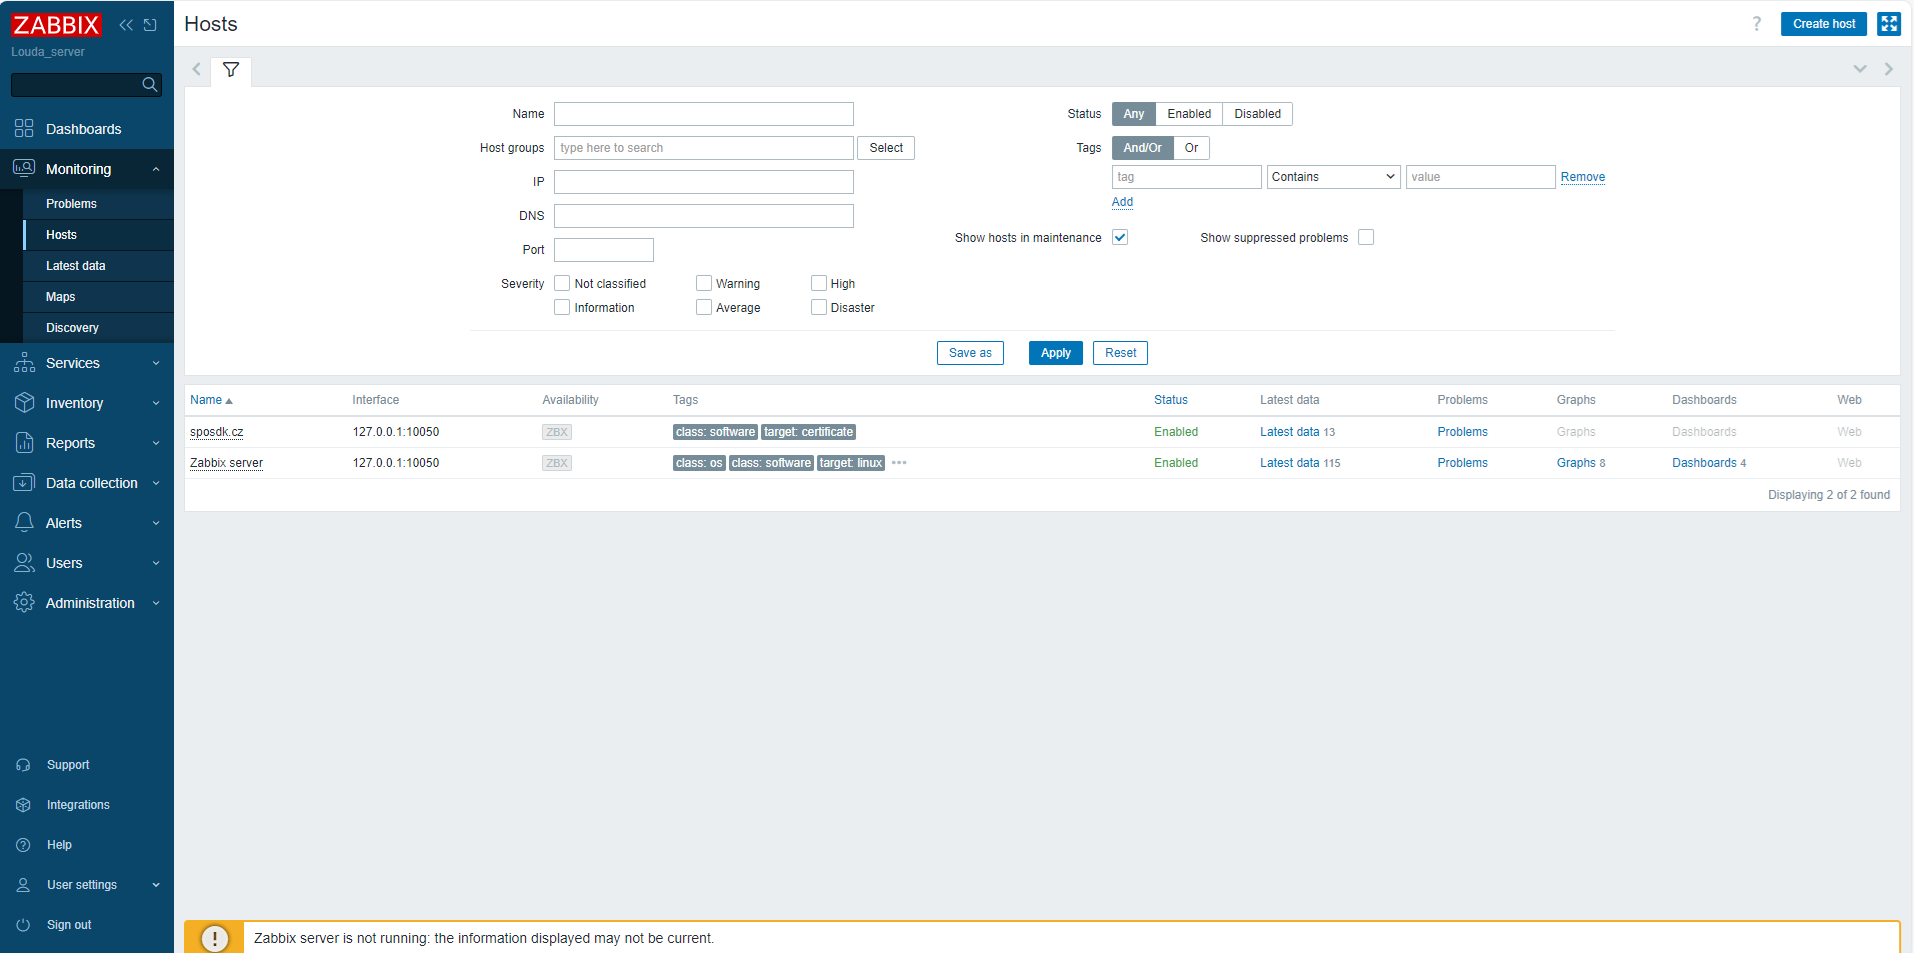 ZABBIX
Louda_server
Dashboards
Monitoring
Problems
Hosts
Latest data
Maps
Discovery
Services
Inventory
Reports
Data collection
Alerts
Users
Administration
Support
Integrations
Help
User settings
Sign out
Hosts
? Create host
Name
Host groups type here to search Select
IP
DNS
Port
Severity Not classified Warning High
Information Average Disaster
Status Any Enabled Disabled
Tags And/Or Or
tag Contains value Remove
Add
Show hosts in maintenance Show suppressed problems
Save as Apply Reset
Name Interface Availability Tags Status Latest data Problems Graphs Dashboards Web
sposdk.cz 127.0.0.1:10050 ZBX class: software target: certificate Enabled Latest data 13 Problems Graphs Dashboards Web
Zabbix server 127.0.0.1:10050 ZBX class: os class: software target: linux ••• Enabled Latest data 115 Problems Graphs 8 Dashboards 4 Web
Displaying 2 of 2 found
! Zabbix server is not running: the information displayed may not be current.